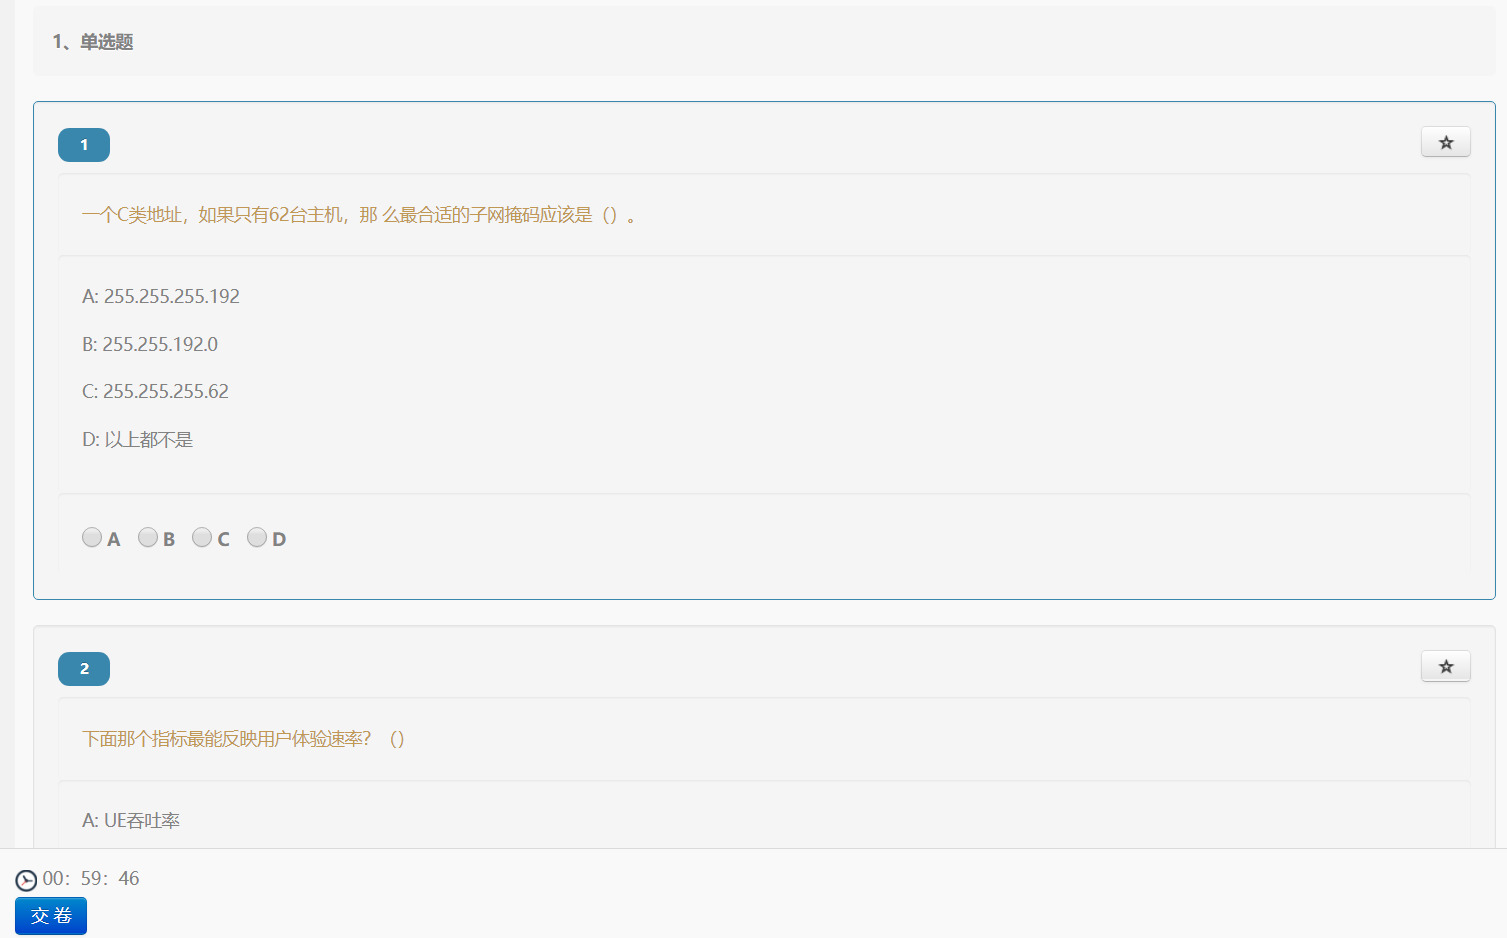 1、单选题
1
一个C类地址，如果只有62台主机，那 么最合适的子网掩码应该是（）。
A: 255.255.255.192
B: 255.255.192.0
C: 255.255.255.62
D: 以上都不是
A B C D
2
下面那个指标最能反映用户体验速率？（）
A: UE吞吐率
00：59：46
交 卷